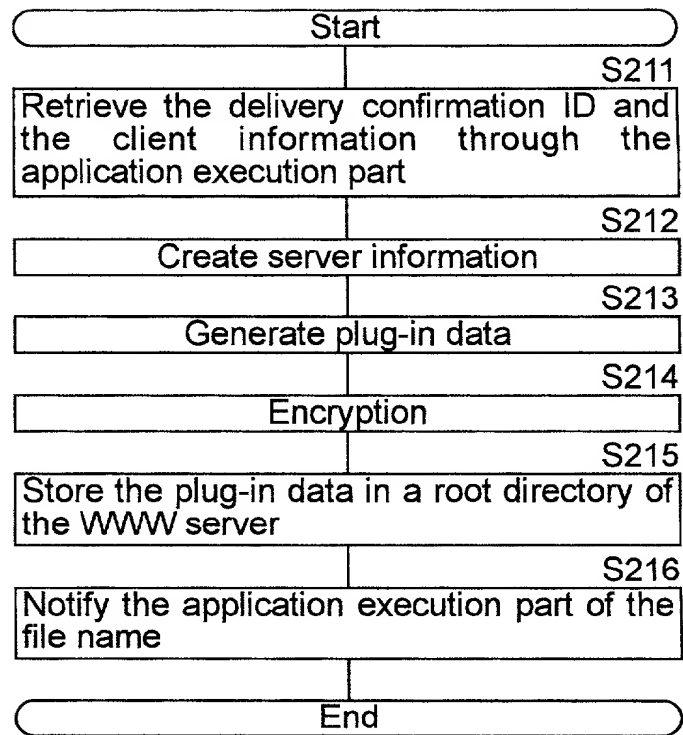 Start
S211
Retrieve the delivery confirmation ID and
the client information through the
application execution part
S212
Create server information
S213
Generate plug-in data
S214
Encryption
S215
Store the plug-in data in a root directory of
the WWW server
S216
Notify the application execution part of the
file name
End